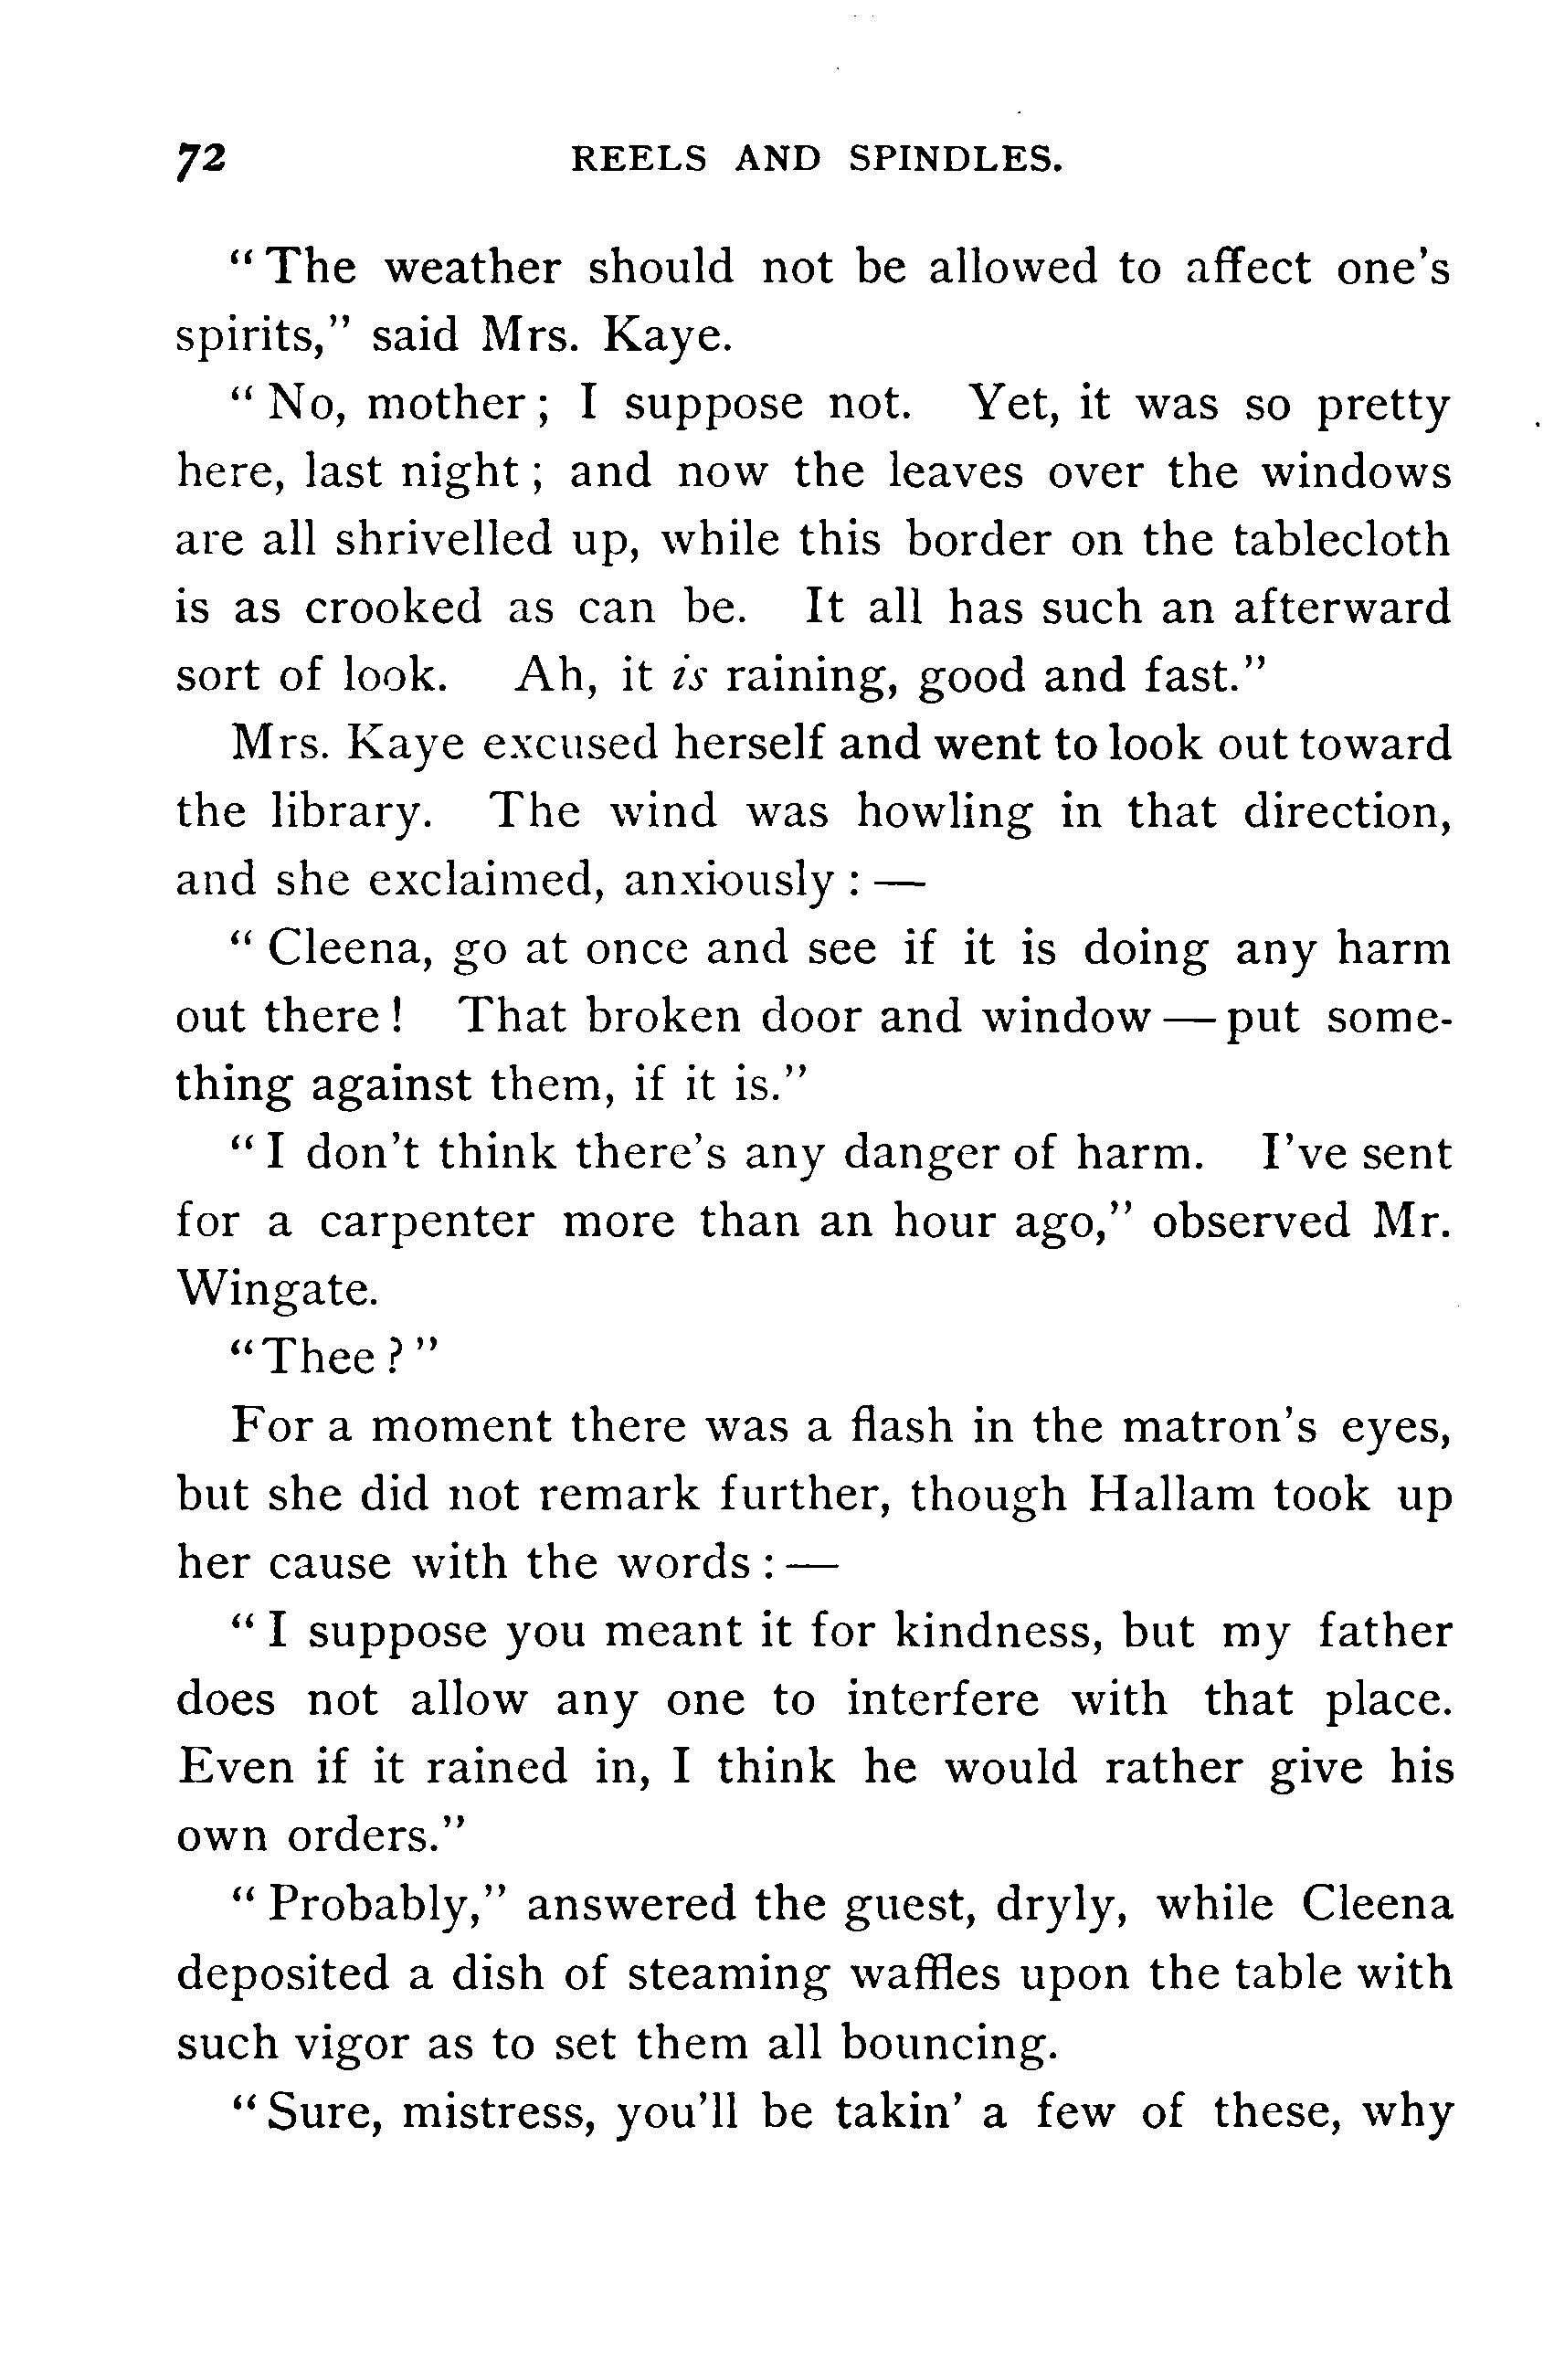 72 REELS AND SPINDLES.
“The weather should not be allowed to affect one’s
spirits,” said Mrs. Kaye.
“No, mother; I suppose not. Yet, it was so pretty
here, last night; and now the leaves over the windows
are all shrivelled up, while this border on the tablecloth
is as crooked as can be. It all has such an afterward
sort of look. Ah, it is raining, good and fast.”
Mrs. Kaye excused herself and went to look out toward
the library. The wind was howling in that direction,
and she exclaimed, anxiously:—
“Cleena, go at once and see if it is doing any harm
out there! That broken door and window—put some-
thing against them, if it is.”
“I don’t think there’s any danger of harm. I’ve sent
for a carpenter more than an hour ago,” observed Mr.
Wingate.
“Thee?”
For a moment there was a flash in the matron’s eyes,
but she did not remark further, though Hallam took up
her cause with the words:—
“I suppose you meant it for kindness, but my father
does not allow any one to interfere with that place.
Even if it rained in, I think he would rather give his
own orders.”
“Probably,” answered the guest, dryly, while Cleena
deposited a dish of steaming waffles upon the table with
such vigor as to set them all bouncing.
“Sure, mistress, you’ll be takin’ a few of these, why